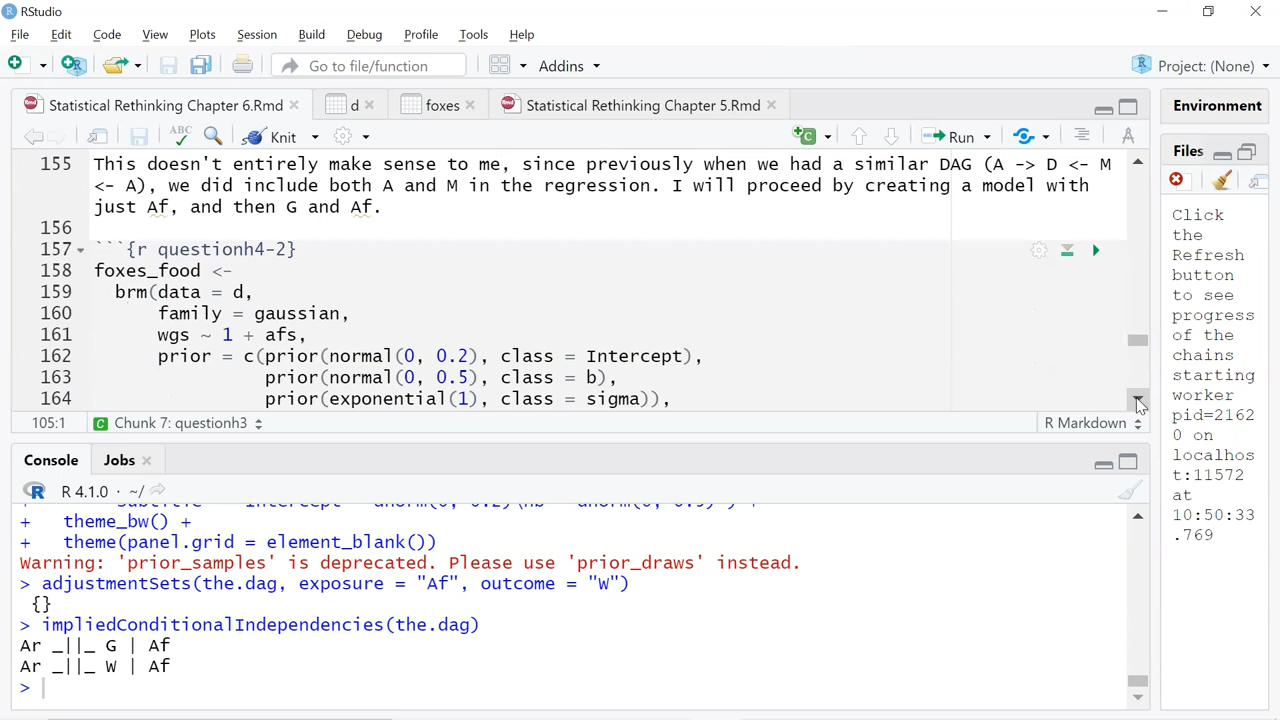 RStudio
File Edit Code View Plots Session Build Debug Profile Tools Help
Go to file/function Addins Project: (None)
Statistical Rethinking Chapter 6.Rmd d foxes Statistical Rethinking Chapter 5.Rmd Environment
ABC Knit Run Files
155 This doesn't entirely make sense to me, since previously when we had a similar DAG (A -> D <- M
<- A), we did include both A and M in the regression. I will proceed by creating a model with
just Af, and then G and Af.
156
157 ```{r questionh4-2}
158 foxes_food <-
159 brm(data = d,
160 family = gaussian,
161 wgs ~ 1 + afs,
162 prior = c(prior(normal(0, 0.2), class = Intercept),
163 prior(normal(0, 0.5), class = b),
164 prior(exponential(1), class = sigma)),
105:1 C Chunk 7: questionh3 R Markdown
Console Jobs
R 4.1.0 · ~/
+ theme_bw() +
+ theme(panel.grid = element_blank())
Warning: 'prior_samples' is deprecated. Please use 'prior_draws' instead.
> adjustmentSets(the.dag, exposure = "Af", outcome = "W")
{}
> impliedConditionalIndependencies(the.dag)
Ar _||_ G | Af
Ar _||_ W | Af
>
Click
the
Refresh
button
to see
progress
of the
chains
starting
worker
pid=2162
0 on
localhos
t:11572
at
10:50:33
.769